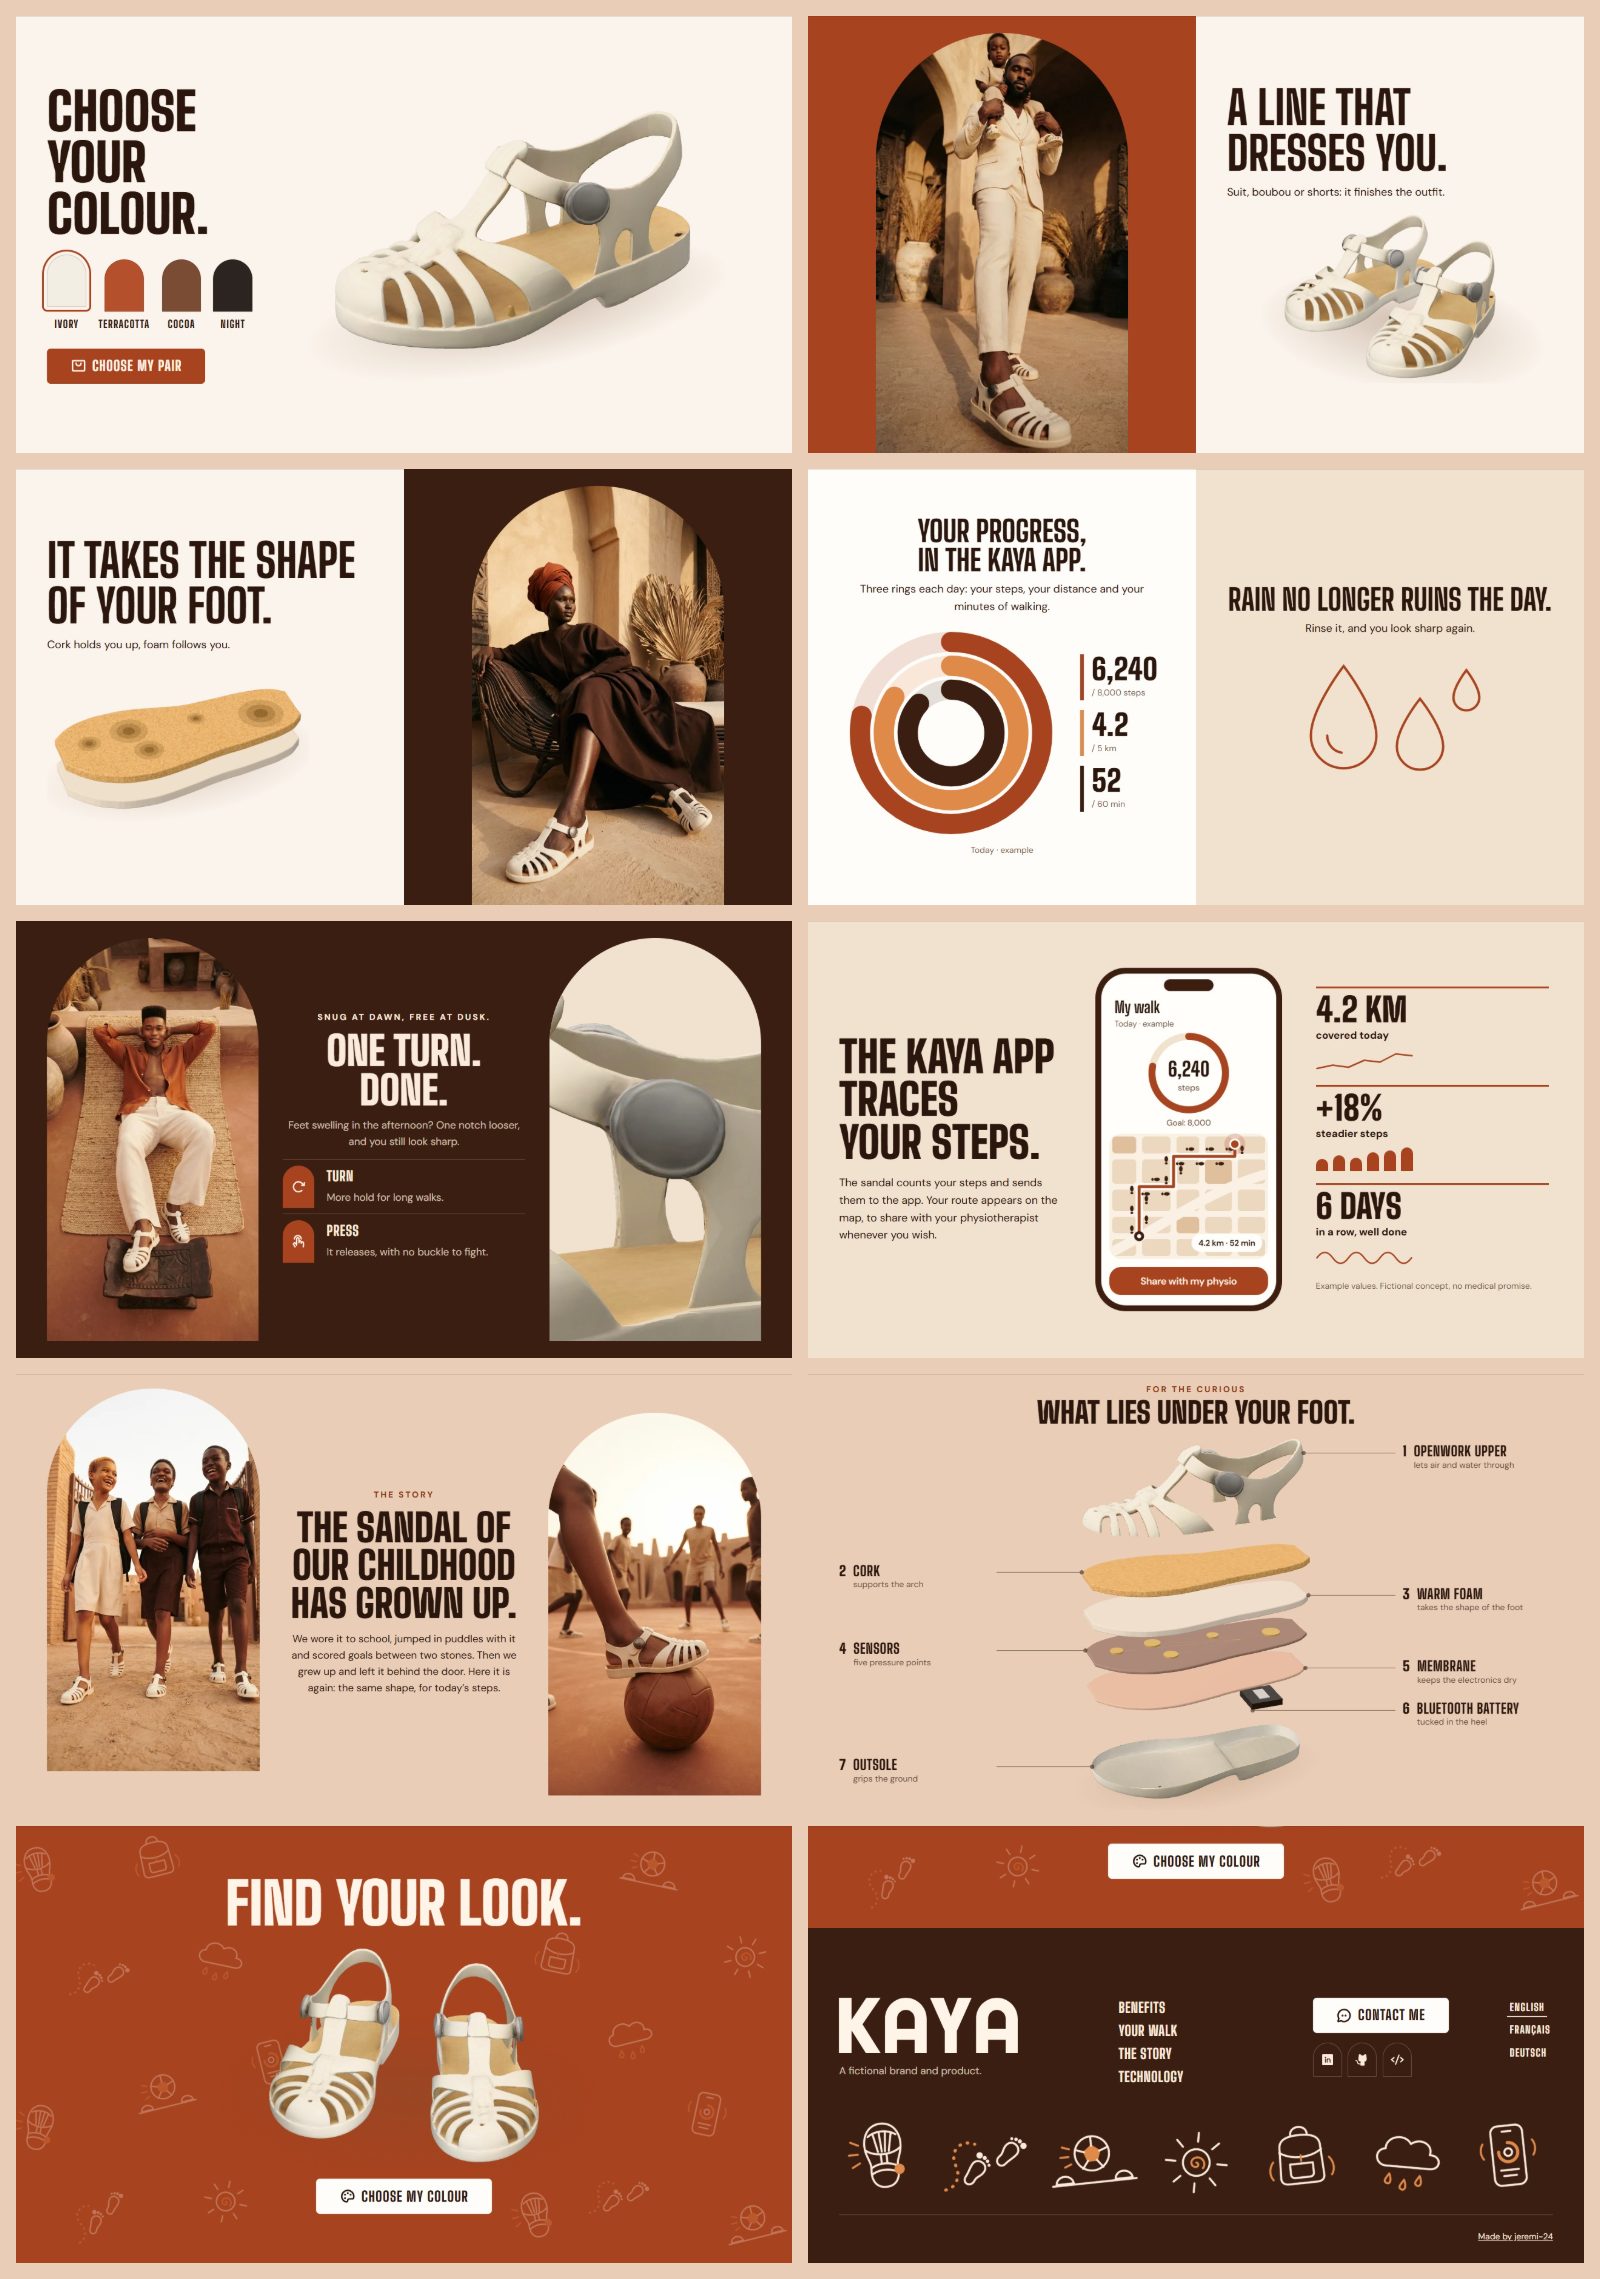 CHOOSE
YOUR
COLOUR.
IVORY
TERRACOTTA
COCOA
NIGHT
CHOOSE MY PAIR
A LINE THAT
DRESSES YOU.
Suit, boubou or shorts: it finishes the outfit.
IT TAKES THE SHAPE
OF YOUR FOOT.
Cork holds you up, foam follows you.
YOUR PROGRESS,
IN THE KAYA APP.
Three rings each day: your steps, your distance and your
minutes of walking.
6,240
/ 8,000 steps
4.2
/ 5 km
52
/ 60 min
Today · example
RAIN NO LONGER RUINS THE DAY.
Rinse it, and you look sharp again.
SNUG AT DAWN, FREE AT DUSK.
ONE TURN.
DONE.
Feet swelling in the afternoon? One notch looser,
and you still look sharp.
TURN
More hold for long walks.
PRESS
It releases, with no buckle to fight.
THE KAYA APP
TRACES
YOUR STEPS.
The sandal counts your steps and sends
them to the app. Your route appears on the
map, to share with your physiotherapist
whenever you wish.
My walk
Today · example
6,240
steps
Goal: 8,000
4.2 km · 52 min
Share with my physio
4.2 KM
covered today
+18%
steadier steps
6 DAYS
in a row, well done
Example values. Fictional concept, no medical promise.
THE STORY
THE SANDAL OF
OUR CHILDHOOD
HAS GROWN UP.
We wore it to school, jumped in puddles with it
and scored goals between two stones. Then we
grew up and left it behind the door. Here it is
again: the same shape, for today's steps.
FOR THE CURIOUS
WHAT LIES UNDER YOUR FOOT.
1 OPENWORK UPPER
lets air and water through
2 CORK
supports the arch
3 WARM FOAM
takes the shape of the foot
4 SENSORS
five pressure points
5 MEMBRANE
keeps the electronics dry
6 BLUETOOTH BATTERY
tucked in the heel
7 OUTSOLE
grips the ground
FIND YOUR LOOK.
CHOOSE MY COLOUR
CHOOSE MY COLOUR
KAYA
A fictional brand and product.
BENEFITS
YOUR WALK
THE STORY
TECHNOLOGY
CONTACT ME
in
</>
ENGLISH
FRANÇAIS
DEUTSCH
Made by jeremi-24